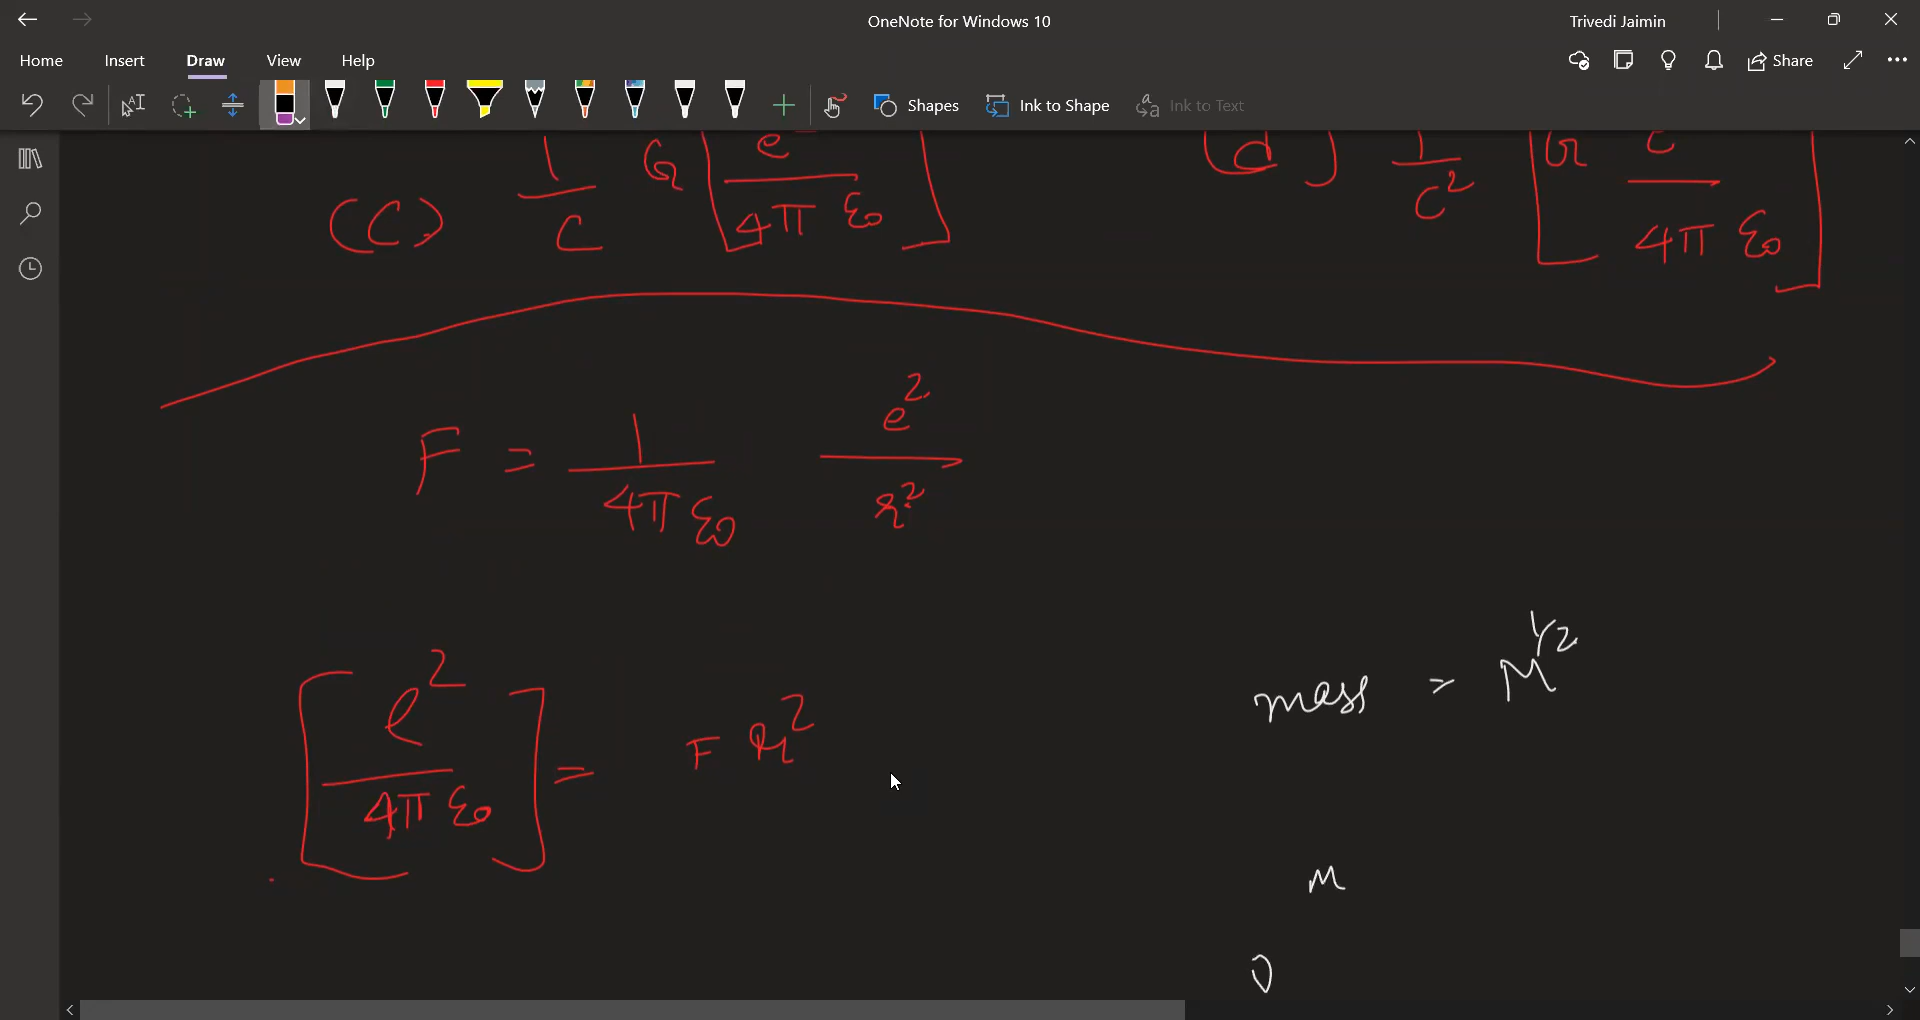 OneNote for Windows 10
Trivedi Jaimin
Home Insert Draw View Help
Share
Shapes Ink to Shape Ink to Text
(C) 1/C G [e/4π ε₀]
(d) 1/c² [G /4π ε₀]
F = 1/4π ε₀ e²/r²
[e²/4π ε₀] = F r²
mass = M^1/2
M